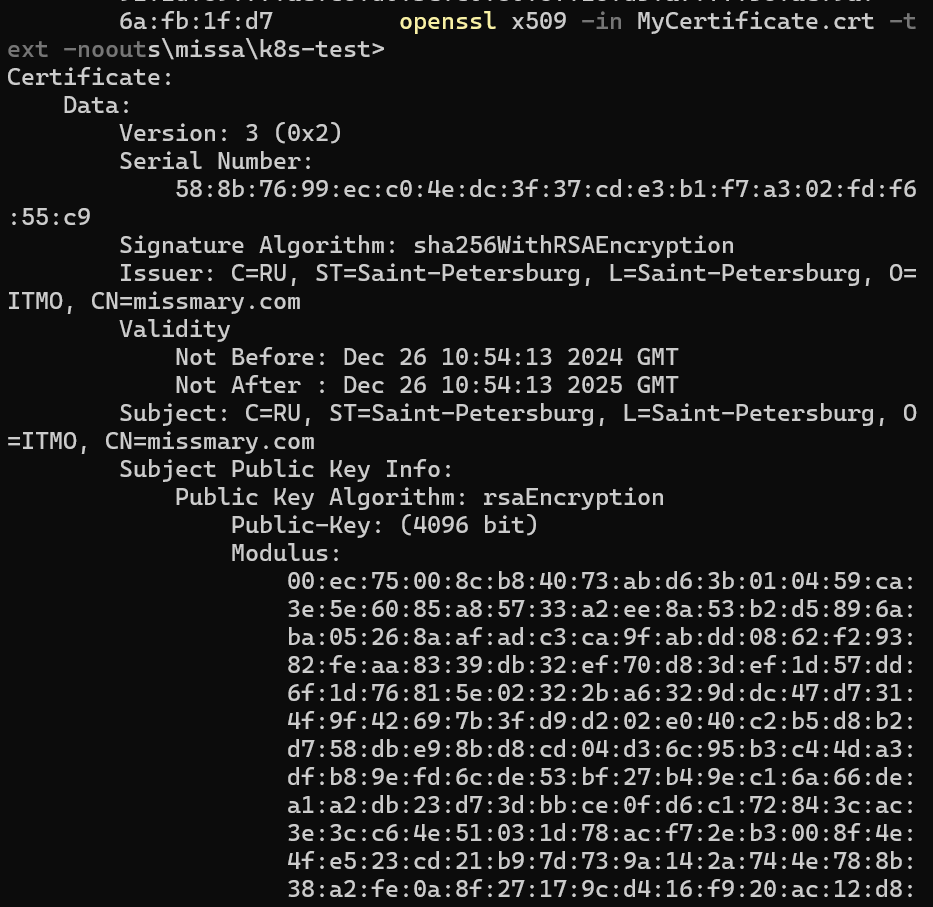 6a:fb:1f:d7 openssl x509 -in MyCertificate.crt -t
ext -noouts\missa\k8s-test>
Certificate:
Data:
Version: 3 (0x2)
Serial Number:
58:8b:76:99:ec:c0:4e:dc:3f:37:cd:e3:b1:f7:a3:02:fd:f6
:55:c9
Signature Algorithm: sha256WithRSAEncryption
Issuer: C=RU, ST=Saint-Petersburg, L=Saint-Petersburg, O=
ITMO, CN=missmary.com
Validity
Not Before: Dec 26 10:54:13 2024 GMT
Not After : Dec 26 10:54:13 2025 GMT
Subject: C=RU, ST=Saint-Petersburg, L=Saint-Petersburg, O
=ITMO, CN=missmary.com
Subject Public Key Info:
Public Key Algorithm: rsaEncryption
Public-Key: (4096 bit)
Modulus:
00:ec:75:00:8c:b8:40:73:ab:d6:3b:01:04:59:ca:
3e:5e:60:85:a8:57:33:a2:ee:8a:53:b2:d5:89:6a:
ba:05:26:8a:af:ad:c3:ca:9f:ab:dd:08:62:f2:93:
82:fe:aa:83:39:db:32:ef:70:d8:3d:ef:1d:57:dd:
6f:1d:76:81:5e:02:32:2b:a6:32:9d:dc:47:d7:31:
4f:9f:42:69:7b:3f:d9:d2:02:e0:40:c2:b5:d8:b2:
d7:58:db:e9:8b:d8:cd:04:d3:6c:95:b3:c4:4d:a3:
df:b8:9e:fd:6c:de:53:bf:27:b4:9e:c1:6a:66:de:
a1:a2:db:23:d7:3d:bb:ce:0f:d6:c1:72:84:3c:ac:
3e:3c:c6:4e:51:03:1d:78:ac:f7:2e:b3:00:8f:4e:
4f:e5:23:cd:21:b9:7d:73:9a:14:2a:74:4e:78:8b:
38:a2:fe:0a:8f:27:17:9c:d4:16:f9:20:ac:12:d8: